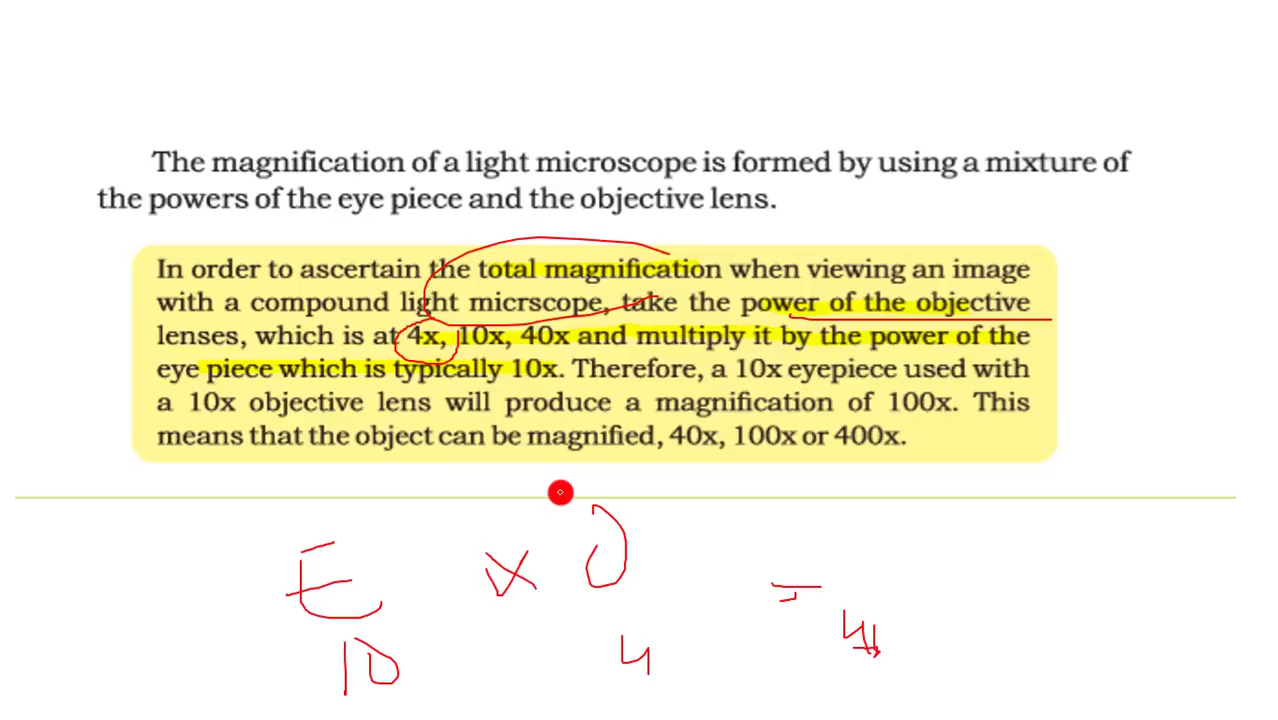 The magnification of a light microscope is formed by using a mixture of
the powers of the eye piece and the objective lens.
In order to ascertain the total magnification when viewing an image
with a compound light micrscope, take the power of the objective
lenses, which is at 4x, 10x, 40x and multiply it by the power of the
eye piece which is typically 10x. Therefore, a 10x eyepiece used with
a 10x objective lens will produce a magnification of 100x. This
means that the object can be magnified, 40x, 100x or 400x.
E x O =
10 4